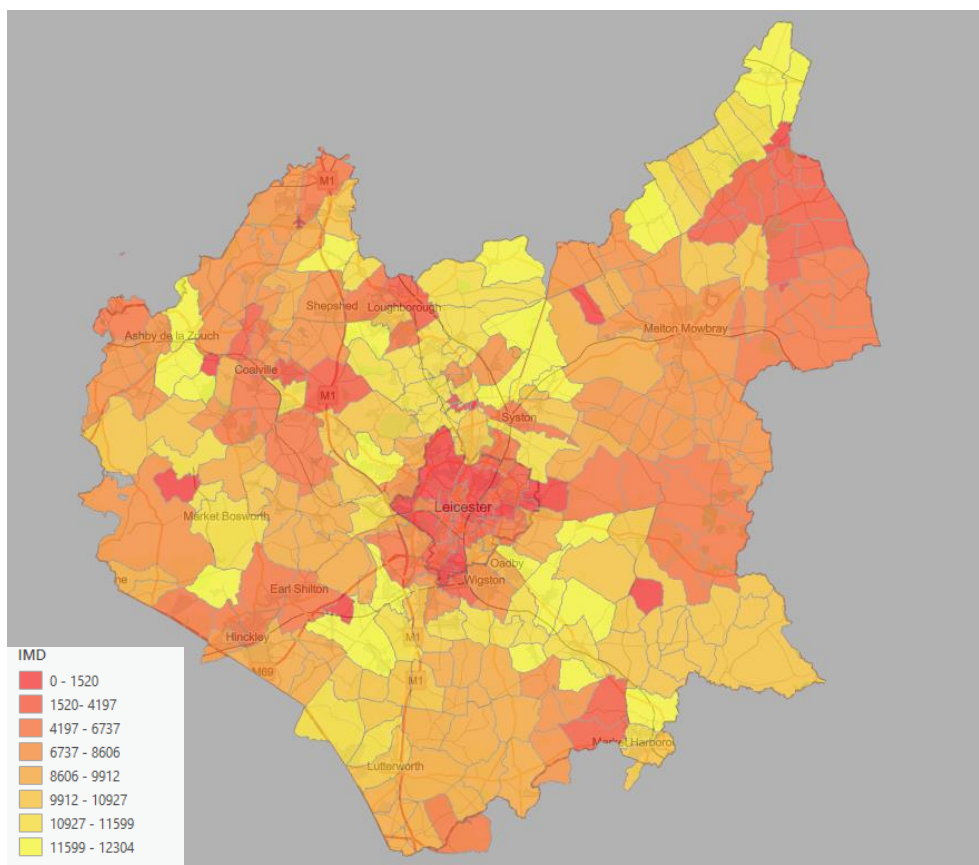 M1
Shepshed
Loughborough
Ashby de la Zouch
Melton Mowbray
Coalville
M1
Syston
Leicester
Market Bosworth
Oadby
ne
Wigston
Earl Shilton
Hinckley
M1
M69
M1
Market Harborou
Lutterworth
IMD
0 - 1520
1520- 4197
4197 - 6737
6737 - 8606
8606 - 9912
9912 - 10927
10927 - 11599
11599 - 12304